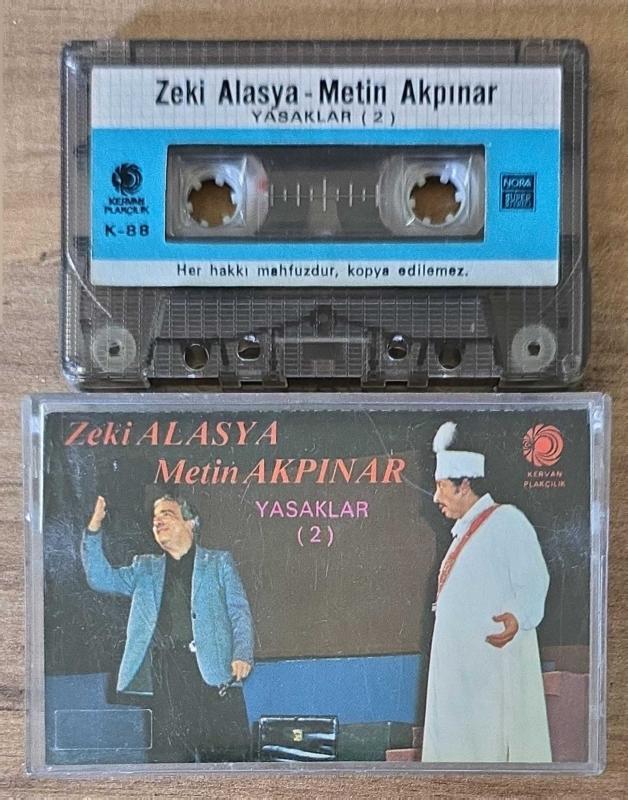 Zeki Alasya - Metin Akpınar
YASAKLAR (2)
KERVAN
PLAKÇILIK
K-88
NORA
SUPER
Her hakkı mahfuzdur, kopya edilemez.
Zeki ALASYA
Metin AKPINAR
YASAKLAR
(2)
KERVAN
PLAKÇILIK